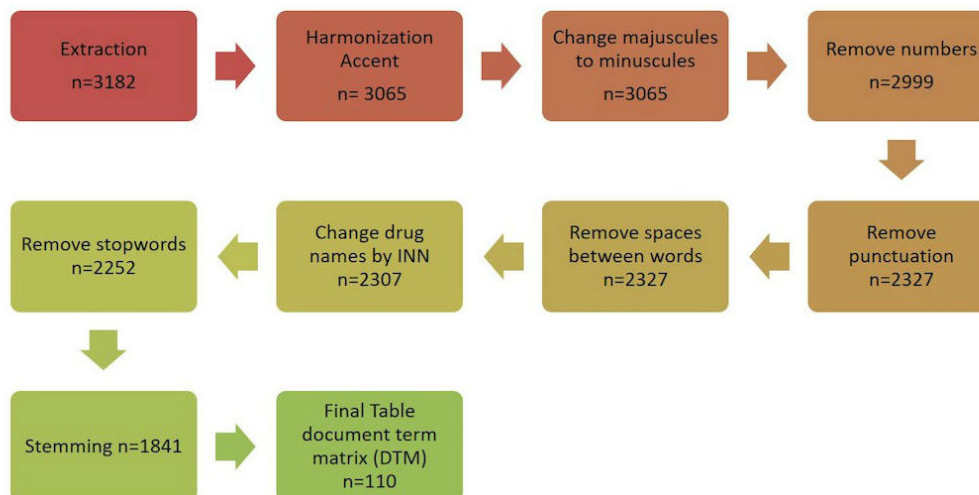 Extraction
n=3182
Harmonization
Accent
n= 3065
Change majuscules
to minuscules
n=3065
Remove numbers
n=2999
Remove
punctuation
n=2327
Remove spaces
between words
n=2327
Change drug
names by INN
n=2307
Remove stopwords
n=2252
Stemming n=1841
Final Table
document term
matrix (DTM)
n=110